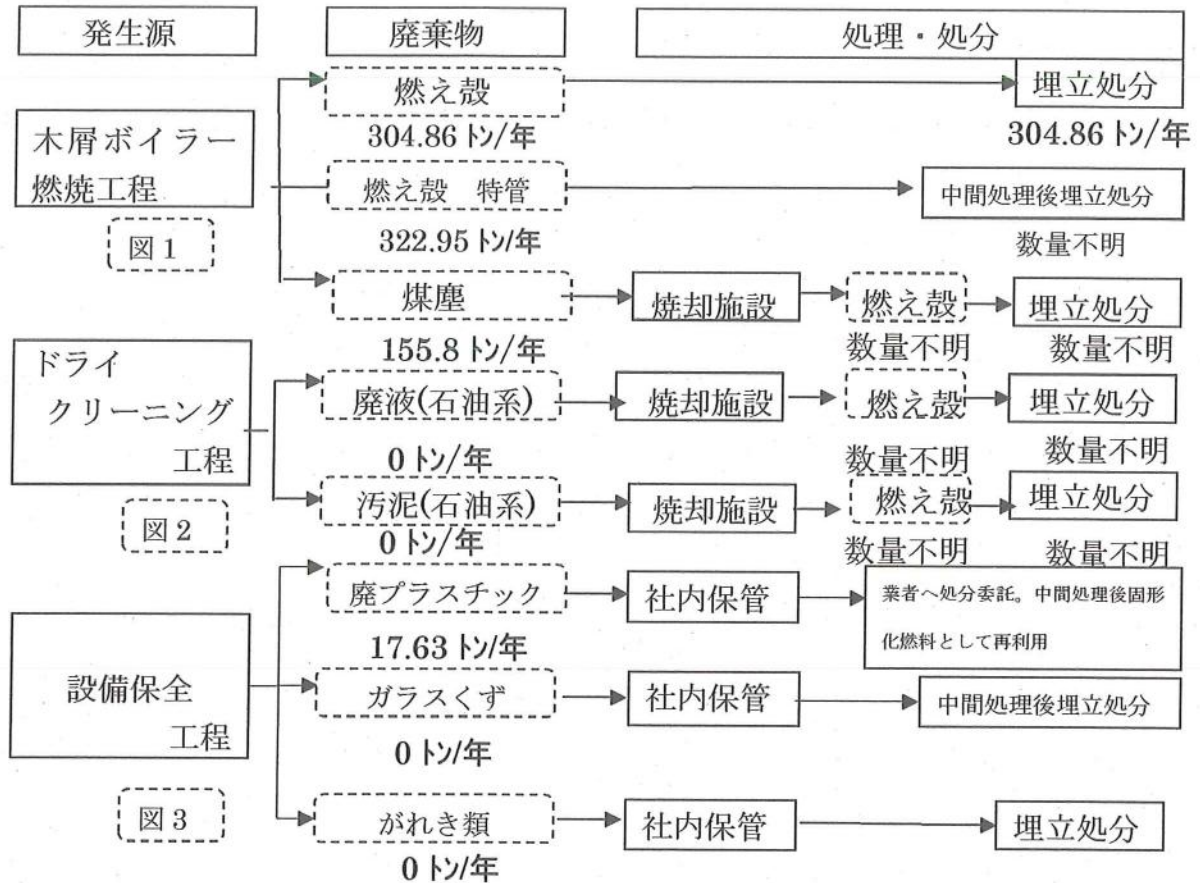 発生源
廃棄物
処理・処分
燃え殻
埋立処分
304.86 トン/年
304.86 トン/年
木屑ボイラー
燃焼工程
燃え殻 特管
中間処理後埋立処分
322.95 トン/年
数量不明
図1
煤塵
焼却施設
燃え殻
埋立処分
155.8 トン/年
数量不明
数量不明
ドライ
クリーニング
工程
廃液(石油系)
焼却施設
燃え殻
埋立処分
0 トン/年
数量不明
数量不明
汚泥(石油系)
焼却施設
燃え殻
埋立処分
図2
0 トン/年
数量不明
数量不明
廃プラスチック
社内保管
業者へ処分委託。中間処理後固形
化燃料として再利用
17.63 トン/年
設備保全
工程
ガラスくず
社内保管
中間処理後埋立処分
0 トン/年
図3
がれき類
社内保管
埋立処分
0 トン/年